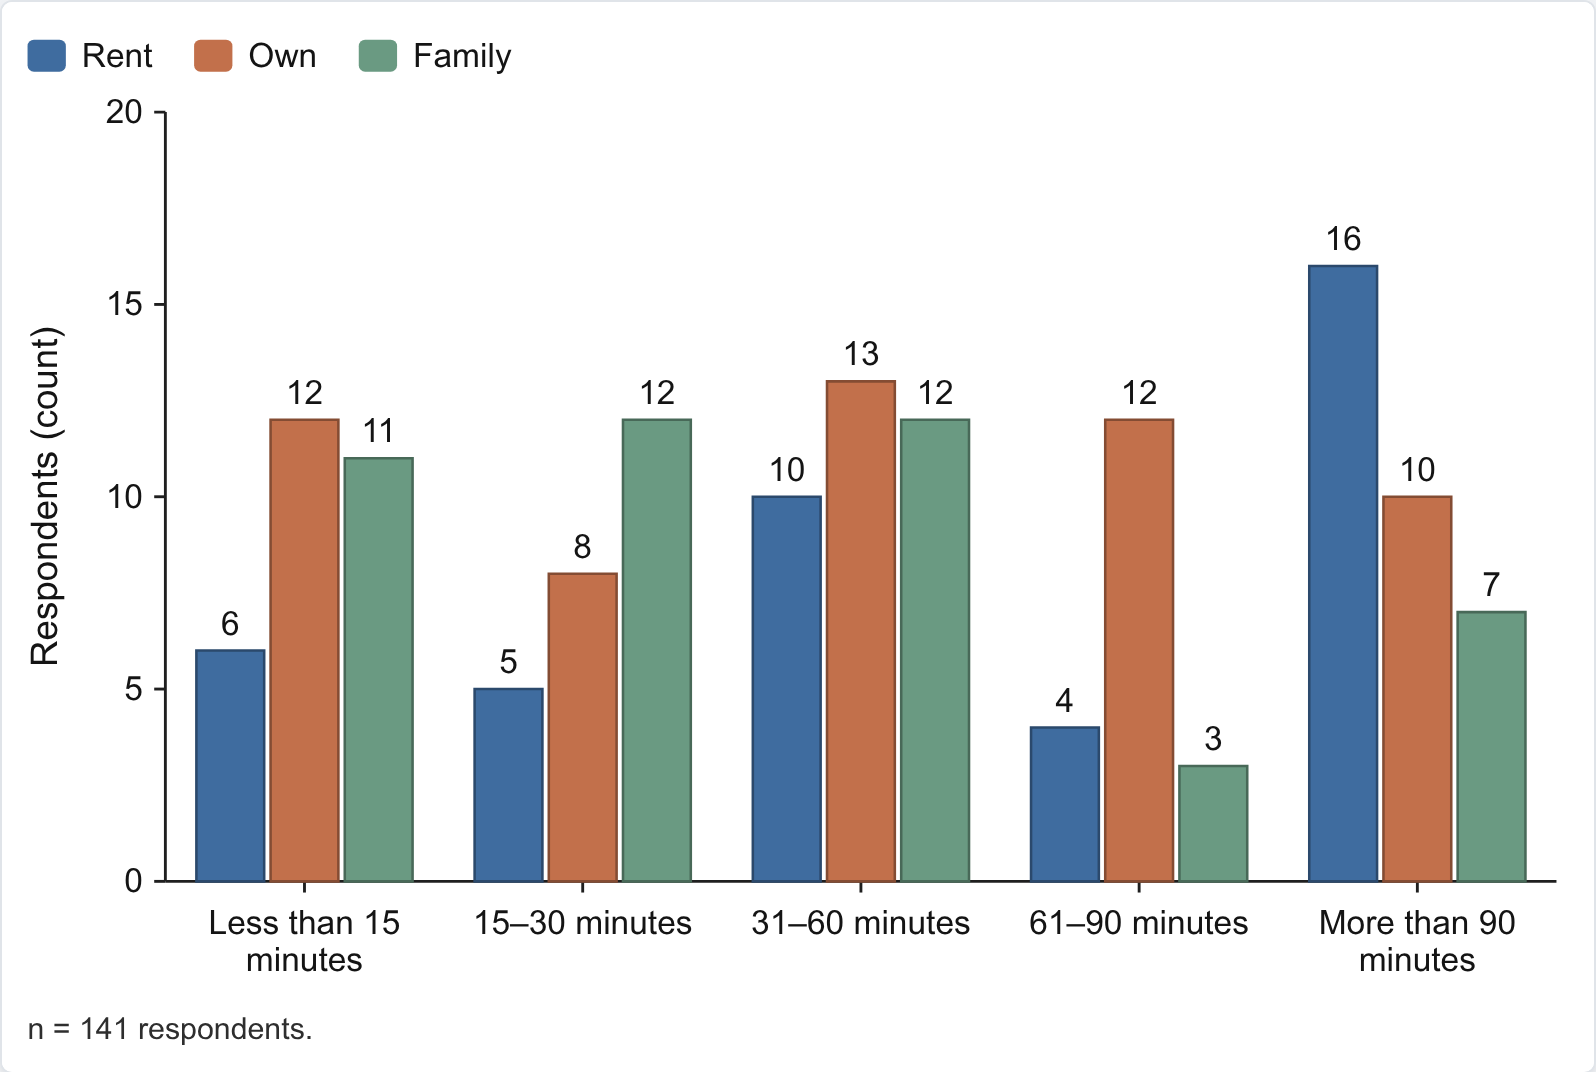 Rent Own Family
Respondents (count)
20
15
10
5
0
6 12 11
5 8 12
10 13 12
4 12 3
16 10 7
Less than 15
minutes
15–30 minutes
31–60 minutes
61–90 minutes
More than 90
minutes
n = 141 respondents.